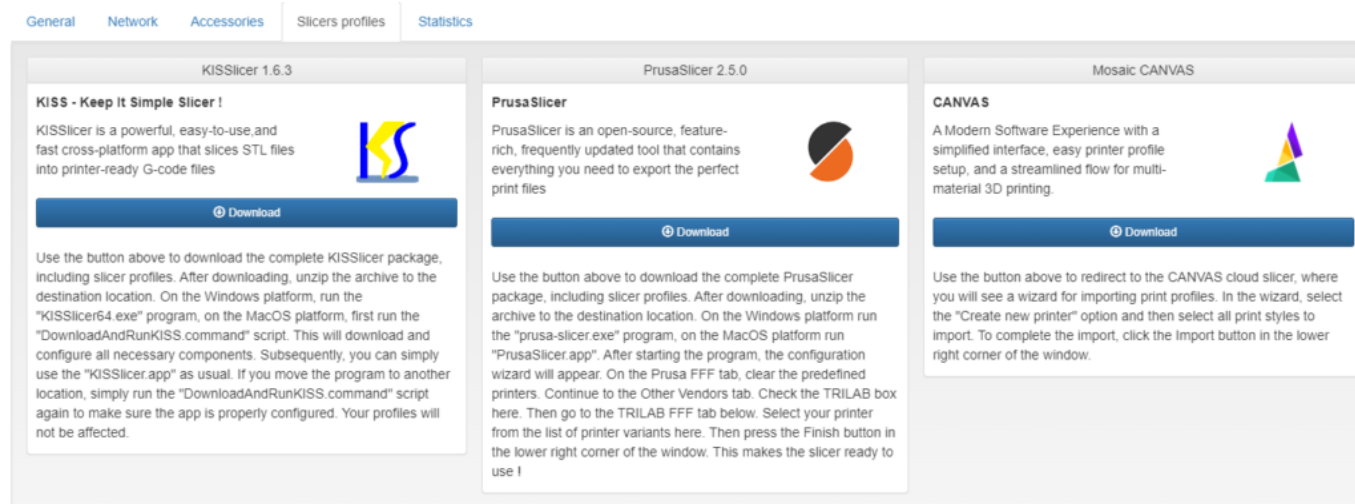 General Network Accessories Slicers profiles Statistics
KISSlicer 1.6.3
KISS - Keep It Simple Slicer !
KISSlicer is a powerful, easy-to-use,and
fast cross-platform app that slices STL files
into printer-ready G-code files
KS
Download
Use the button above to download the complete KISSlicer package,
including slicer profiles. After downloading, unzip the archive to the
destination location. On the Windows platform, run the
"KISSlicer64.exe" program, on the MacOS platform, first run the
"DownloadAndRunKISS.command" script. This will download and
configure all necessary components. Subsequently, you can simply
use the "KISSlicer.app" as usual. If you move the program to another
location, simply run the "DownloadAndRunKISS.command" script
again to make sure the app is properly configured. Your profiles will
not be affected.
PrusaSlicer 2.5.0
PrusaSlicer
PrusaSlicer is an open-source, feature-
rich, frequently updated tool that contains
everything you need to export the perfect
print files
Download
Use the button above to download the complete PrusaSlicer
package, including slicer profiles. After downloading, unzip the
archive to the destination location. On the Windows platform run
the "prusa-slicer.exe" program, on the MacOS platform run
"PrusaSlicer.app". After starting the program, the configuration
wizard will appear. On the Prusa FFF tab, clear the predefined
printers. Continue to the Other Vendors tab. Check the TRILAB box
here. Then go to the TRILAB FFF tab below. Select your printer
from the list of printer variants here. Then press the Finish button in
the lower right corner of the window. This makes the slicer ready to
use !
Mosaic CANVAS
CANVAS
A Modern Software Experience with a
simplified interface, easy printer profile
setup, and a streamlined flow for multi-
material 3D printing.
Download
Use the button above to redirect to the CANVAS cloud slicer, where
you will see a wizard for importing print profiles. In the wizard, select
the "Create new printer" option and then select all print styles to
import. To complete the import, click the Import button in the lower
right corner of the window.